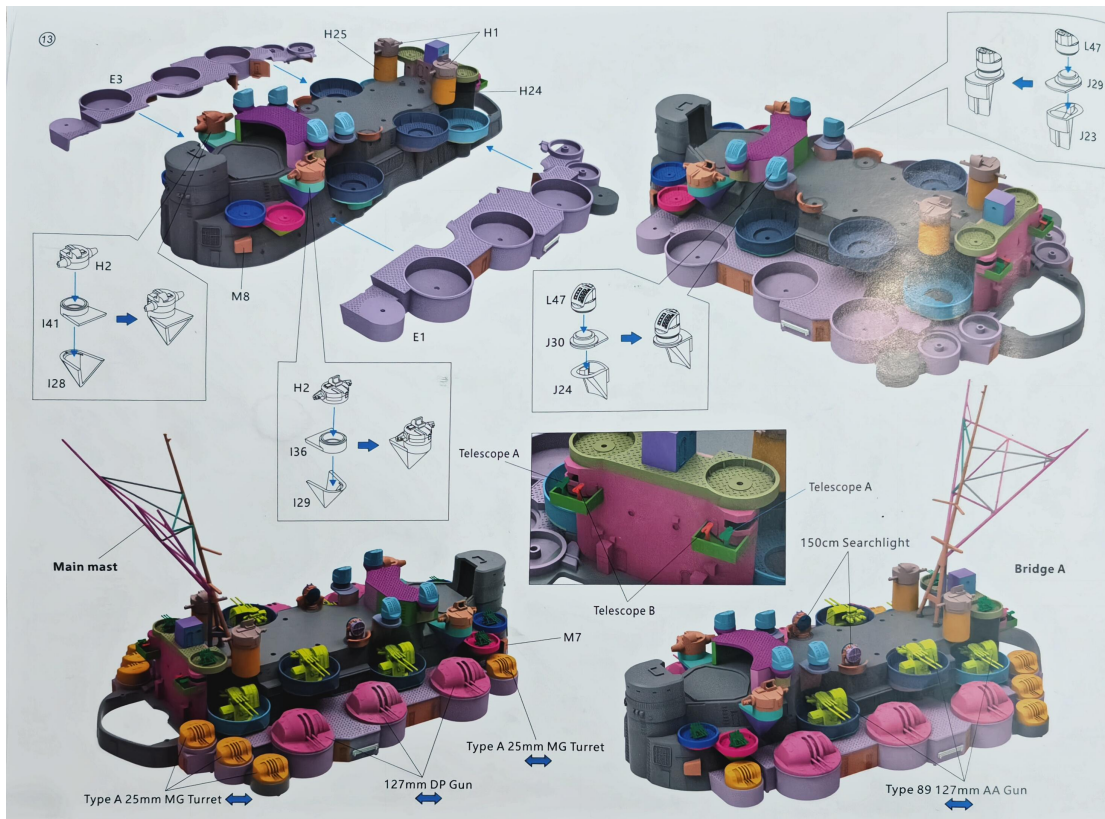 13
E3
H25
H1
H24
L47
J29
J23
H2
I41
I28
M8
E1
H2
I36
I29
L47
J30
J24
Telescope A
Telescope A
Telescope B
150cm Searchlight
Main mast
Bridge A
M7
Type A 25mm MG Turret
Type A 25mm MG Turret
127mm DP Gun
Type 89 127mm AA Gun